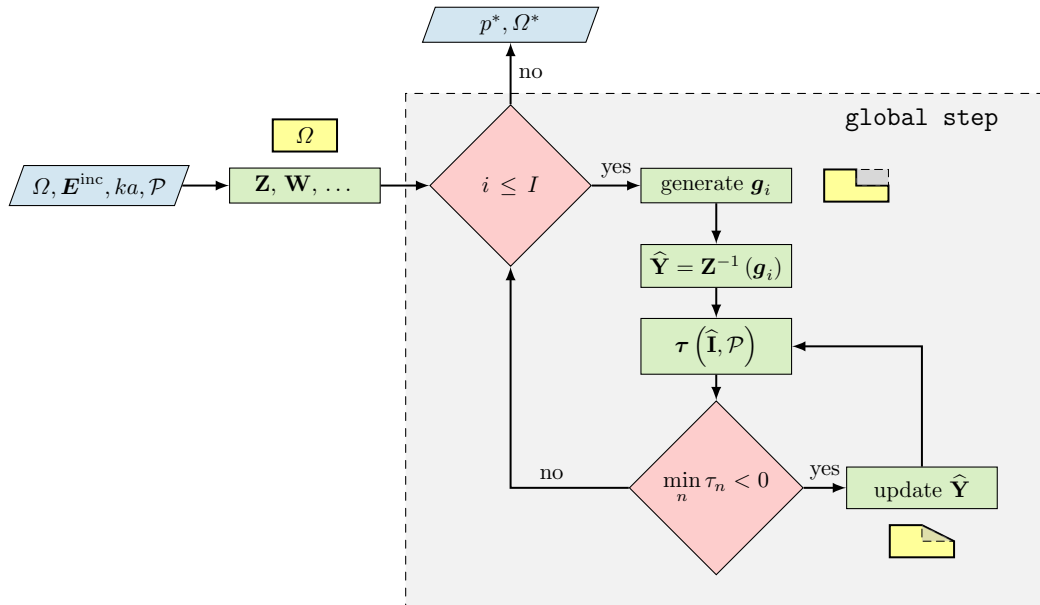 p*, Ω*
no
global step
Ω
Ω, E^inc, ka, 𝒫
Z, W, …
i ≤ I
yes
generate g_i
Ŷ = Z^−1 (g_i)
τ (Î, 𝒫)
no
min_n τ_n < 0
yes
update Ŷ